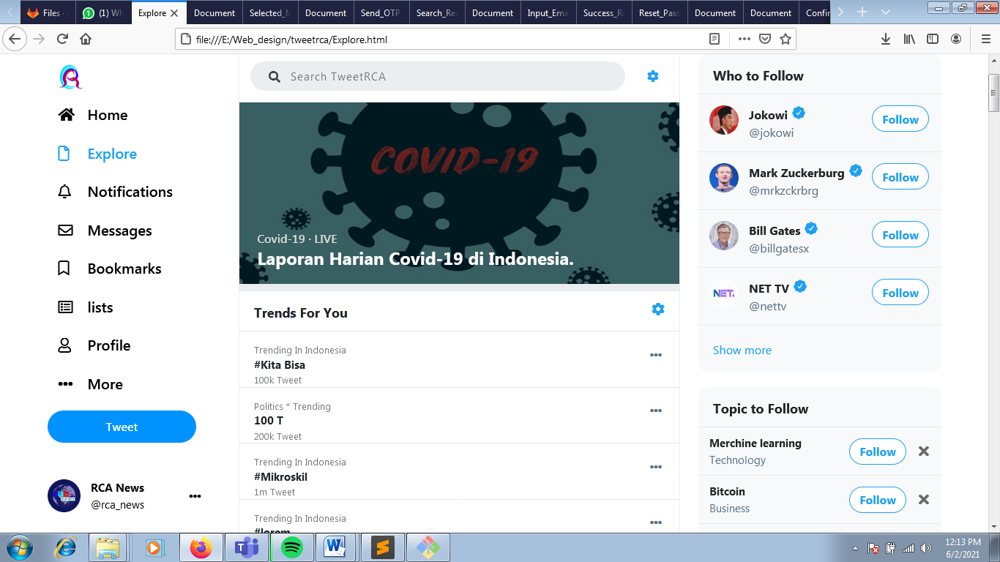 Files
(1) Wh
Explore
Document
Selected_M
Document
Send_OTP
Search_Res
Document
Input_Ema
Success_Re
Reset_Pass
Document
Document
Confir
file:///E:/Web_design/tweetrca/Explore.html
Home
Explore
Notifications
Messages
Bookmarks
lists
Profile
More
Tweet
RCA News
@rca_news
Search TweetRCA
COVID-19
Covid-19 · LIVE
Laporan Harian Covid-19 di Indonesia.
Trends For You
Trending In Indonesia
#Kita Bisa
100k Tweet
Politics * Trending
100 T
200k Tweet
Trending In Indonesia
#Mikroskil
1m Tweet
Trending In Indonesia
#lorem
Who to Follow
Jokowi
@jokowi
Follow
Mark Zuckerburg
@mrkzckrbrg
Follow
Bill Gates
@billgatesx
Follow
NET.
NET TV
@nettv
Follow
Show more
Topic to Follow
Merchine learning
Technology
Follow
Bitcoin
Business
Follow
12:13 PM
6/2/2021